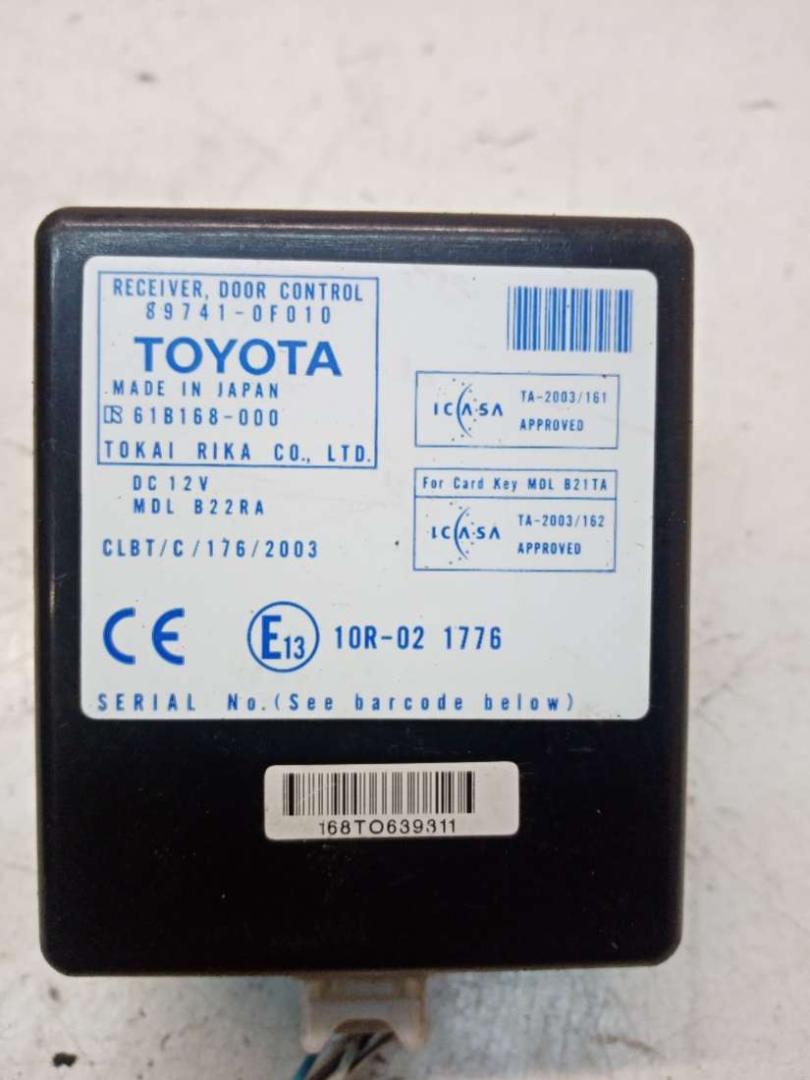 RECEIVER, DOOR CONTROL
89741-0F010
TOYOTA
MADE IN JAPAN
61B168-000
TOKAI RIKA CO., LTD.
DC 12V
MDL B22RA
CLBT/C/176/2003
ICASA TA-2003/161
APPROVED
For Card Key MDL B21TA
ICASA TA-2003/162
APPROVED
CE E13 10R-02 1776
SERIAL No.(See barcode below)
168TO639311